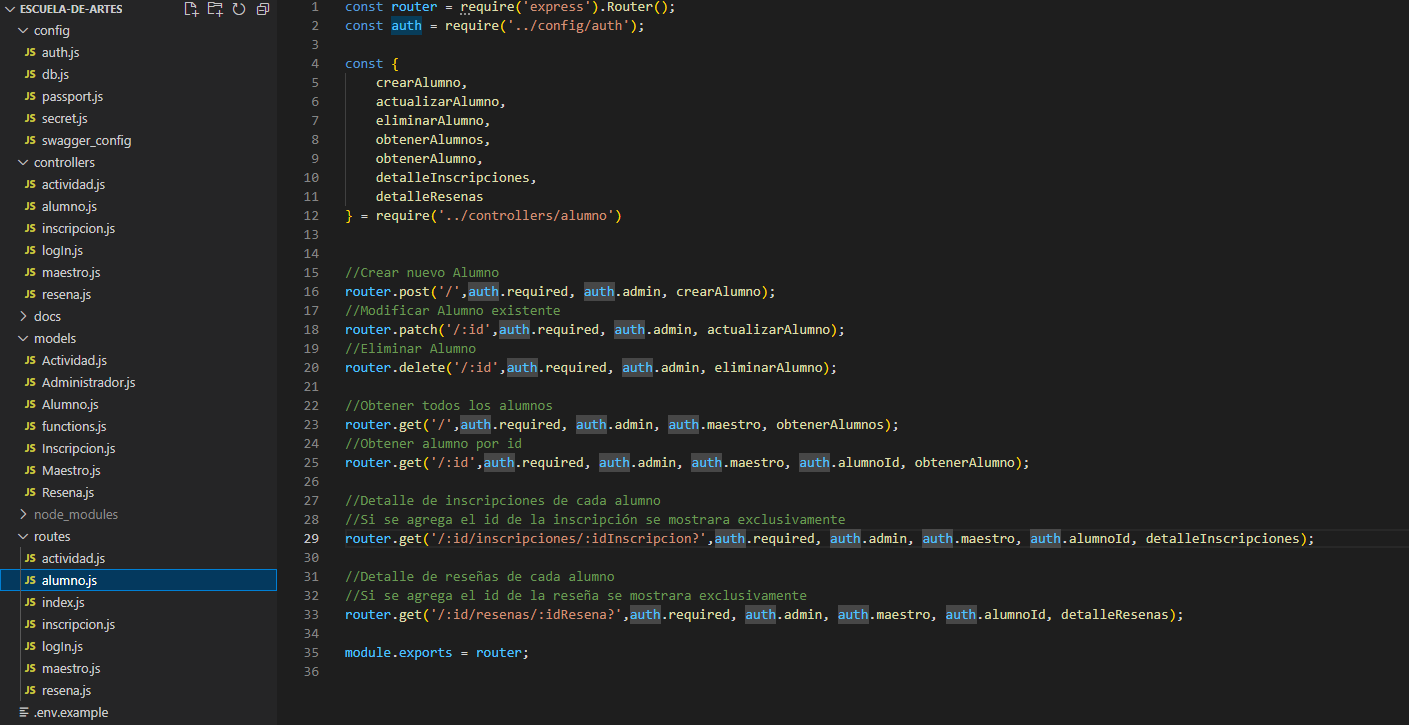 ESCUELA-DE-ARTES
config
JS auth.js
JS db.js
JS passport.js
JS secret.js
JS swagger_config
controllers
JS actividad.js
JS alumno.js
JS inscripcion.js
JS logIn.js
JS maestro.js
JS resena.js
docs
models
JS Actividad.js
JS Administrador.js
JS Alumno.js
JS functions.js
JS Inscripcion.js
JS Maestro.js
JS Resena.js
node_modules
routes
JS actividad.js
JS alumno.js
JS index.js
JS inscripcion.js
JS logIn.js
JS maestro.js
JS resena.js
.env.example
1 const router = require('express').Router();
2 const auth = require('../config/auth');
3
4 const {
5 crearAlumno,
6 actualizarAlumno,
7 eliminarAlumno,
8 obtenerAlumnos,
9 obtenerAlumno,
10 detalleInscripciones,
11 detalleResenas
12 } = require('../controllers/alumno')
13
14
15 //Crear nuevo Alumno
16 router.post('/',auth.required, auth.admin, crearAlumno);
17 //Modificar Alumno existente
18 router.patch('/:id',auth.required, auth.admin, actualizarAlumno);
19 //Eliminar Alumno
20 router.delete('/:id',auth.required, auth.admin, eliminarAlumno);
21
22 //Obtener todos los alumnos
23 router.get('/',auth.required, auth.admin, auth.maestro, obtenerAlumnos);
24 //Obtener alumno por id
25 router.get('/:id',auth.required, auth.admin, auth.maestro, auth.alumnoId, obtenerAlumno);
26
27 //Detalle de inscripciones de cada alumno
28 //Si se agrega el id de la inscripción se mostrara exclusivamente
29 router.get('/:id/inscripciones/:idInscripcion?',auth.required, auth.admin, auth.maestro, auth.alumnoId, detalleInscripciones);
30
31 //Detalle de reseñas de cada alumno
32 //Si se agrega el id de la reseña se mostrara exclusivamente
33 router.get('/:id/resenas/:idResena?',auth.required, auth.admin, auth.maestro, auth.alumnoId, detalleResenas);
34
35 module.exports = router;
36